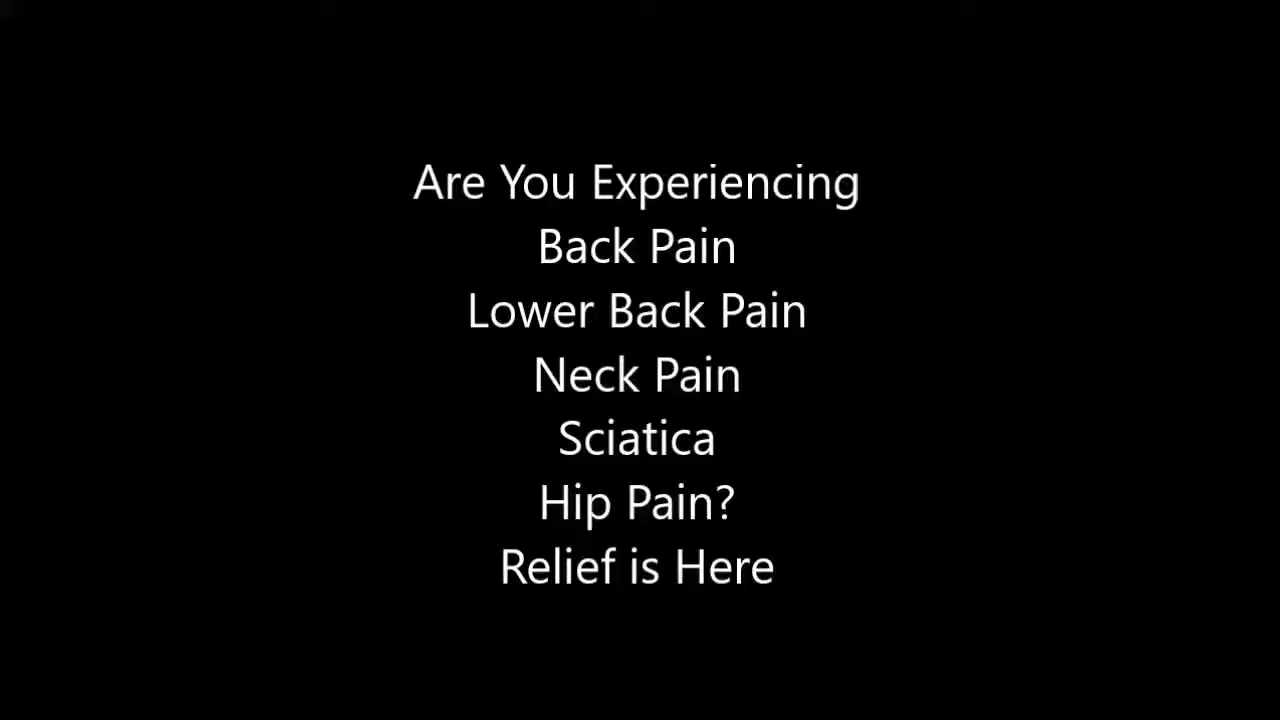 Are You Experiencing
Back Pain
Lower Back Pain
Neck Pain
Sciatica
Hip Pain?
Relief is Here